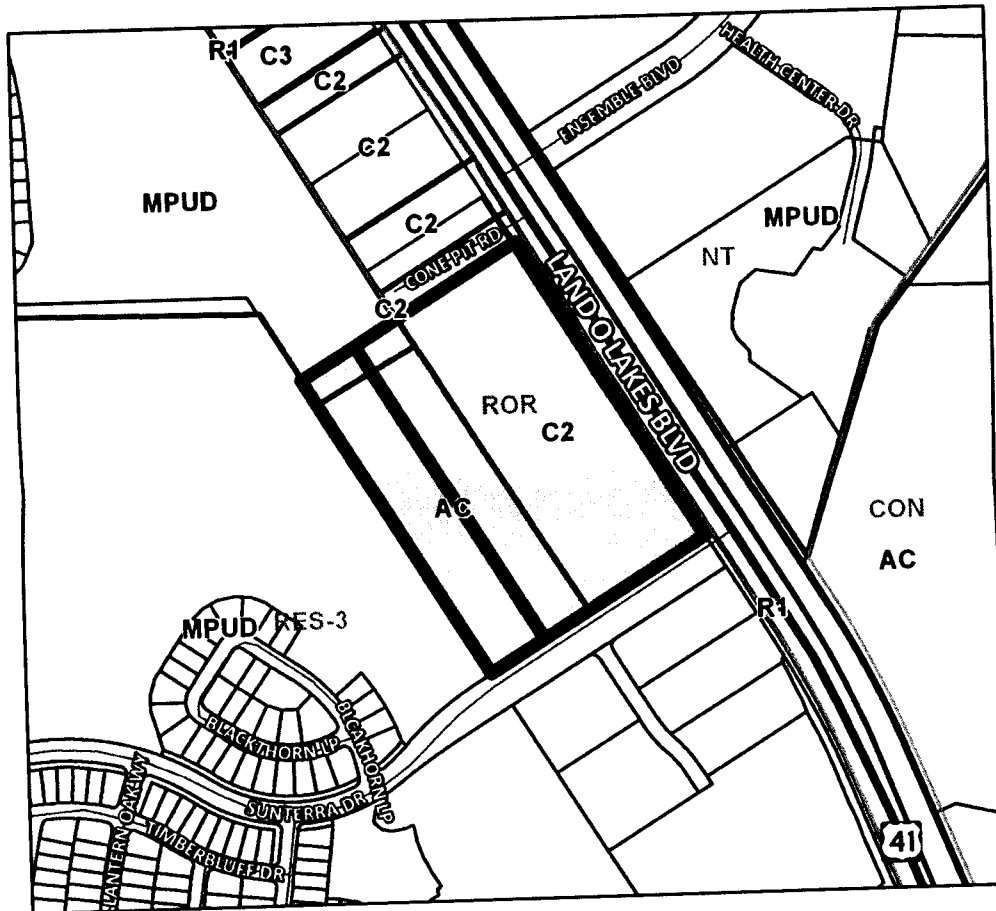 R1
C3
C2
C2
C2
C2
MPUD
ENSEMBLE BLVD
HEALTH CENTER DR
MPUD
NT
CONE PIT RD
LAND O LAKES BLVD
ROR
C2
AC
CON
AC
R1
MPUD
RES-3
BLACKTHORN LP
BLCAKHORN LP
SUNTERRA DR
LANTERN OAK WY
TIMBERBLUFF DR
41